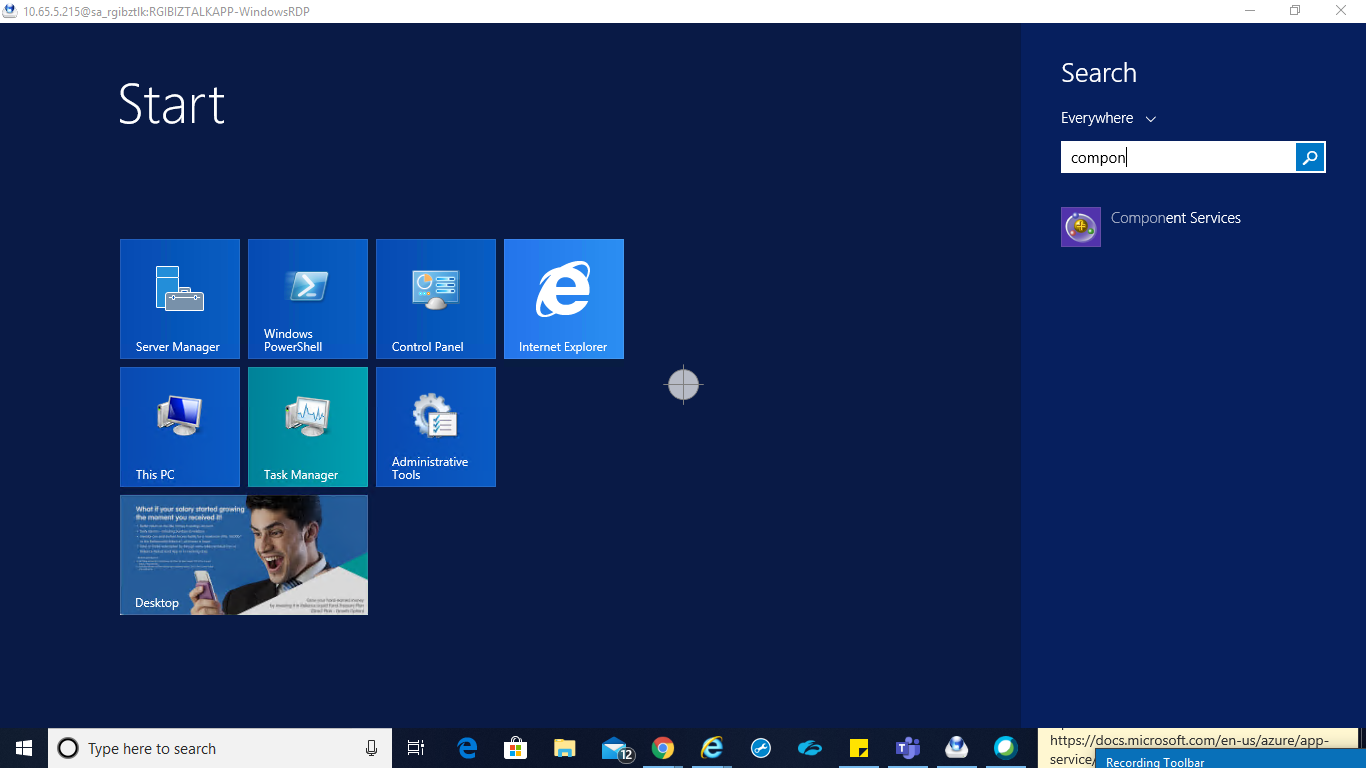 10.65.5.215@sa_rgibztlk:RGIBIZTALKAPP-WindowsRDP
Start
Search
Everywhere
compon
Component Services
Server Manager
Windows
PowerShell
Control Panel
Internet Explorer
This PC
Task Manager
Administrative
Tools
What if your salary started growing
the moment you received it!
Desktop
Type here to search
12
https://docs.microsoft.com/en-us/azure/app-
service/
Recording Toolbar